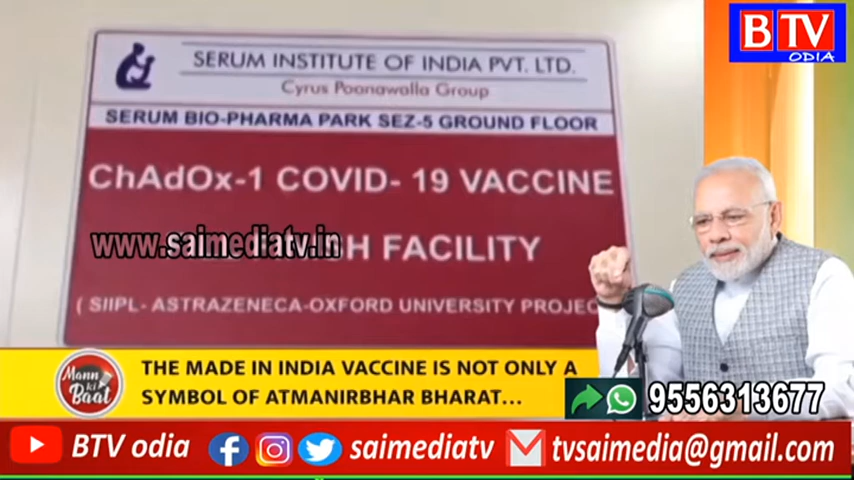 BTV
ODIA
SERUM INSTITUTE OF INDIA PVT. LTD.
Cyrus Poonawalla Group
SERUM BIO-PHARMA PARK SEZ-5 GROUND FLOOR
ChAdOx-1 COVID- 19 VACCINE
www.saimediatv.in
FACILITY
( SIIPL- ASTRAZENECA-OXFORD UNIVERSITY
Mann
ki
Baat
THE MADE IN INDIA VACCINE IS NOT ONLY A
SYMBOL OF ATMANIRBHAR BHARAT...
9556313677
BTV odia
saimediatv
tvsaimedia@gmail.com